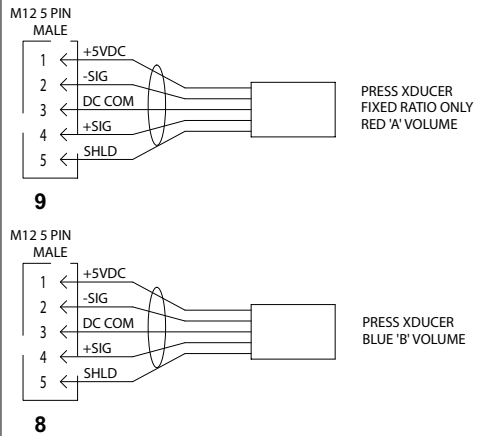 M12 5 PIN
MALE
1 +5VDC
2 -SIG
3 DC COM
4 +SIG
5 SHLD
PRESS XDUCER
FIXED RATIO ONLY
RED 'A' VOLUME
9
M12 5 PIN
MALE
1 +5VDC
2 -SIG
3 DC COM
4 +SIG
5 SHLD
PRESS XDUCER
BLUE 'B' VOLUME
8